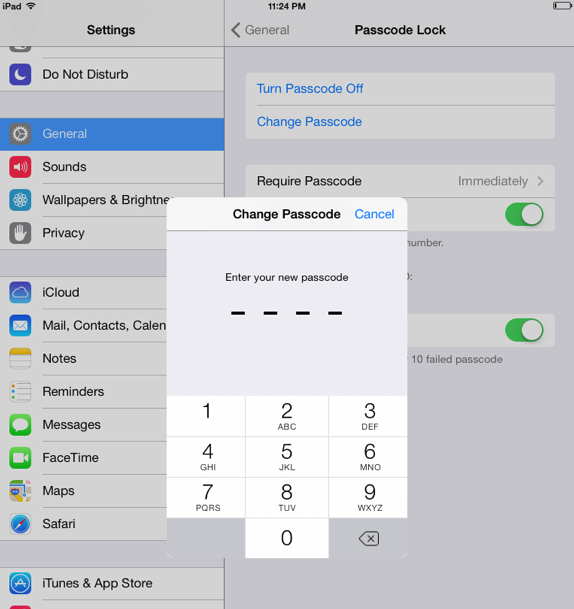 iPad
11:24 PM
Settings
General
Passcode Lock
Do Not Disturb
Turn Passcode Off
Change Passcode
General
Sounds
Require Passcode
Immediately
Wallpapers & Brightne
Privacy
number.
D:
10 failed passcode
Change Passcode
Cancel
Enter your new passcode
1
2
3
ABC
DEF
4
5
6
GHI
JKL
MNO
7
8
9
PQRS
TUV
WXYZ
0
iCloud
Mail, Contacts, Calen
Notes
Reminders
Messages
FaceTime
Maps
Safari
iTunes & App Store